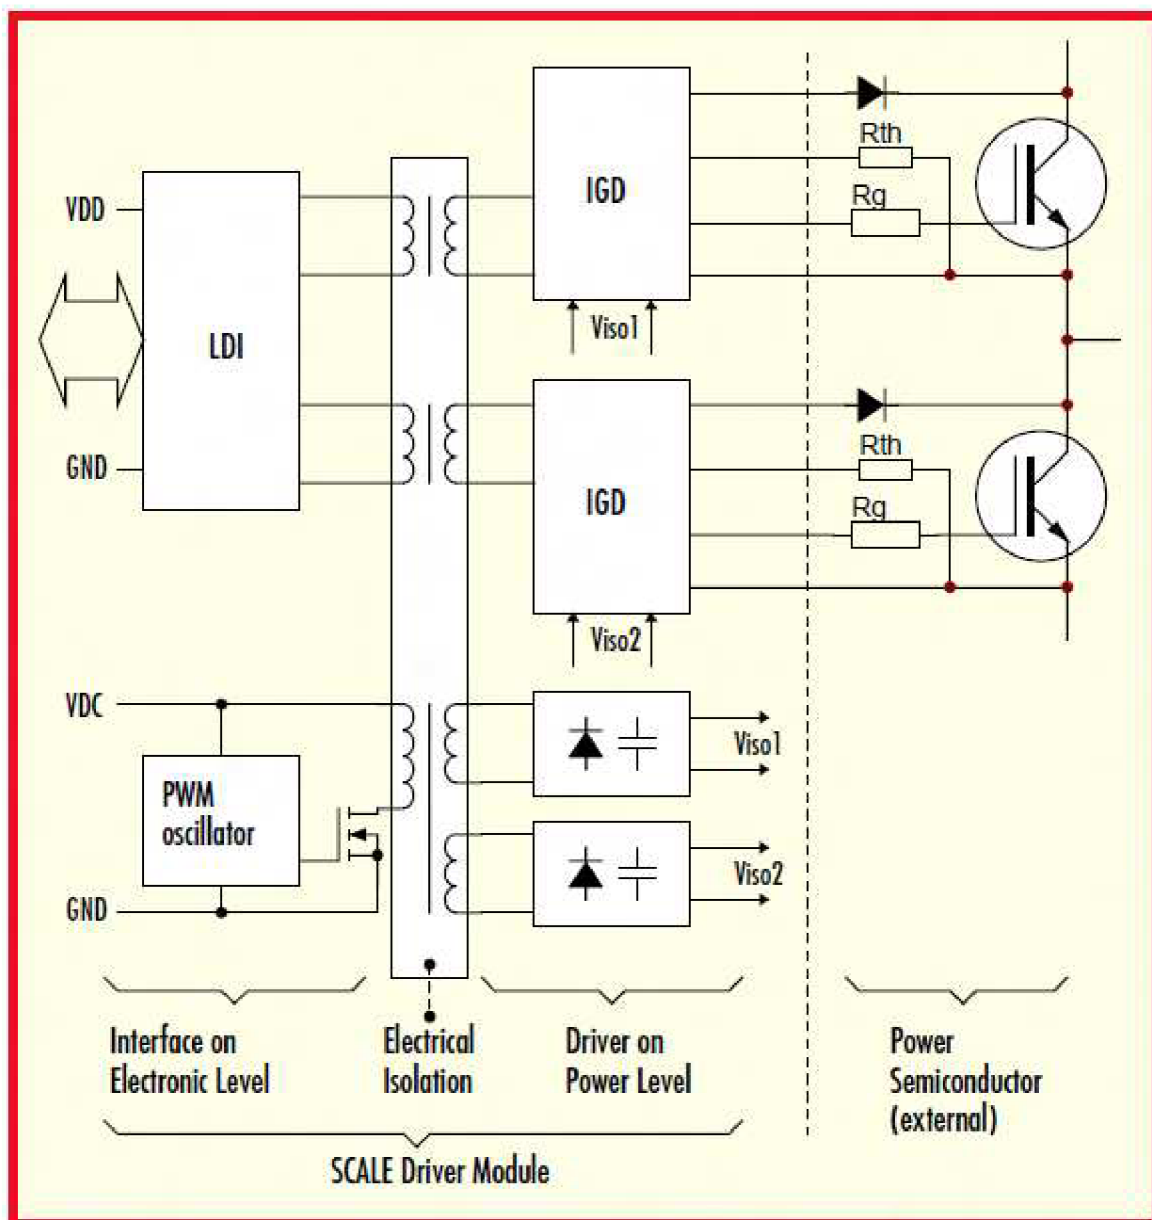 Rth
IGD
Rg
VDD
Viso1
LDI
Rth
GND
IGD
Rg
Viso2
VDC
Viso1
PWM
oscillator
Viso2
GND
Interface on
Electronic Level
Electrical
Isolation
Driver on
Power Level
Power
Semiconductor
(external)
SCALE Driver Module